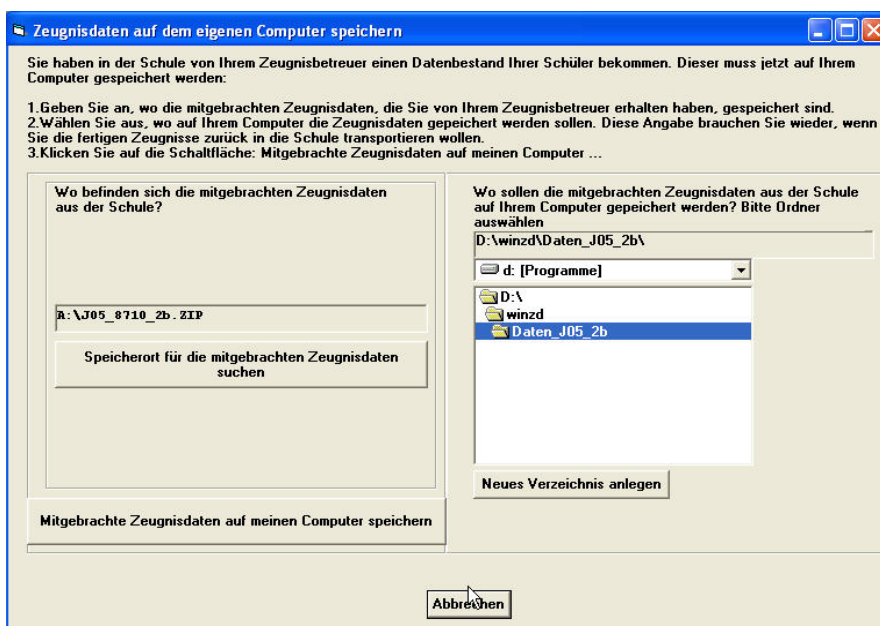 Zeugnisdaten auf dem eigenen Computer speichern
Sie haben in der Schule von Ihrem Zeugnisbetreuer einen Datenbestand Ihrer Schüler bekommen. Dieser muss jetzt auf Ihrem
Computer gespeichert werden:
1.Geben Sie an, wo die mitgebrachten Zeugnisdaten, die Sie von Ihrem Zeugnisbetreuer erhalten haben, gespeichert sind.
2.Wählen Sie aus, wo auf Ihrem Computer die Zeugnisdaten gepeichert werden sollen. Diese Angabe brauchen Sie wieder, wenn
Sie die fertigen Zeugnisse zurück in die Schule transportieren wollen.
3.Klicken Sie auf die Schaltfläche: Mitgebrachte Zeugnisdaten auf meinen Computer ...
Wo befinden sich die mitgebrachten Zeugnisdaten
aus der Schule?
A:\J05_8710_2b.ZIP
Speicherort für die mitgebrachten Zeugnisdaten
suchen
Mitgebrachte Zeugnisdaten auf meinen Computer speichern
Wo sollen die mitgebrachten Zeugnisdaten aus der Schule
auf Ihrem Computer gepeichert werden? Bitte Ordner
auswählen
D:\winzd\Daten_J05_2b\
d: [Programme]
D:\
winzd
Daten_J05_2b
Neues Verzeichnis anlegen
Abbrechen